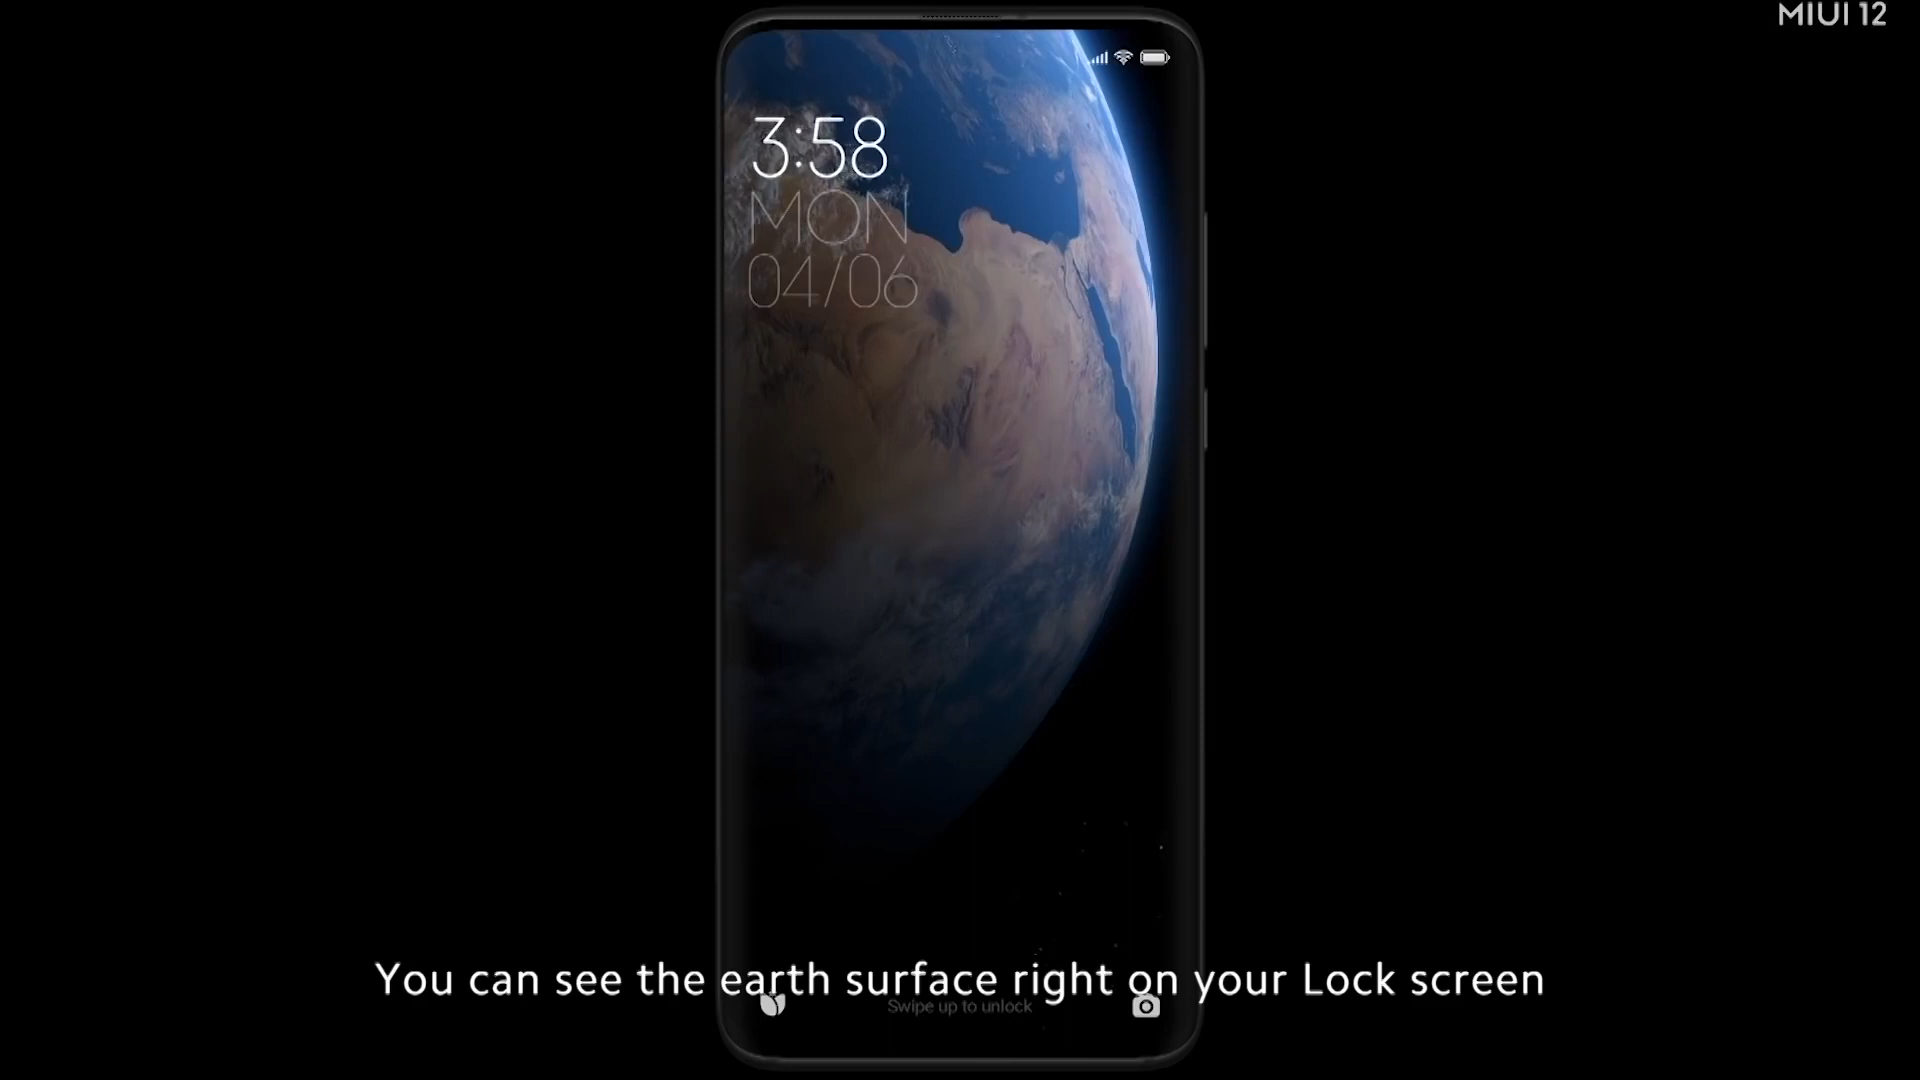 MIUI 12
3:58
MON
04/06
You can see the earth surface right on your Lock screen
Swipe up to unlock